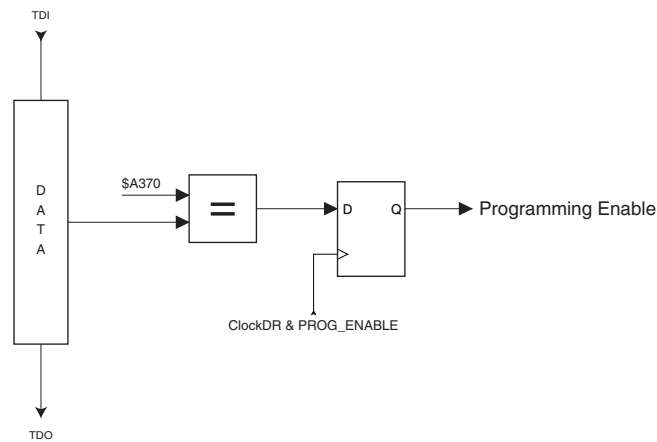 TDI
D
A
T
A
$A370
=
D
Q
Programming Enable
ClockDR & PROG_ENABLE
TDO